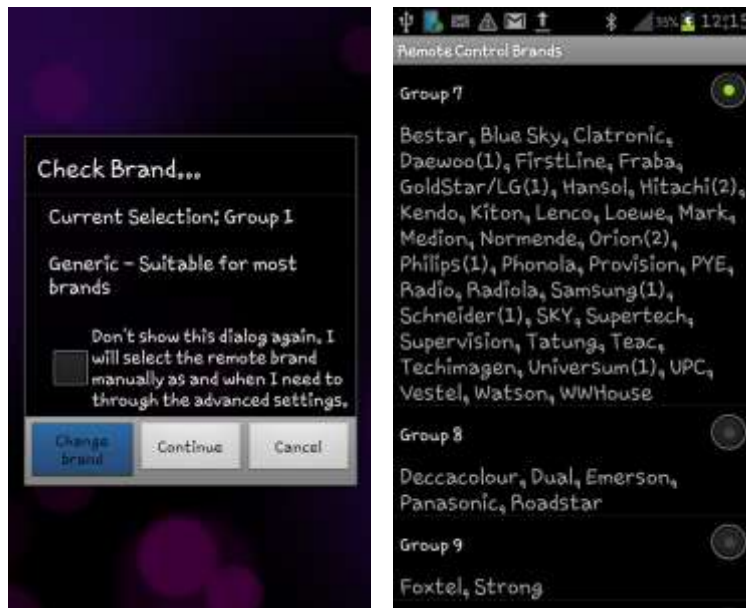 Check Brand...
Current Selection: Group 1
Generic - Suitable for most
brands
Don't show this dialog again. I
will select the remote brand
manually as and when I need to
through the advanced settings.
Change
brand
Continue
Cancel
35% 12:15
Remote Control Brands
Group 7
Bestar, Blue Sky, Clatronic,
Daewoo(1), FirstLine, Fraba,
GoldStar/LG(1), Hansol, Hitachi(2),
Kendo, Kiton, Lenco, Loewe, Mark,
Medion, Normende, Orion(2),
Philips(1), Phonola, Provision, PYE,
Radio, Radiola, Samsung(1),
Schneider(1), SKY, Supertech,
Supervision, Tatung, Teac,
Techimagen, Universum(1), UPC,
Vestel, Watson, WWHouse
Group 8
Deccacolour, Dual, Emerson,
Panasonic, Roadstar
Group 9
Foxtel, Strong